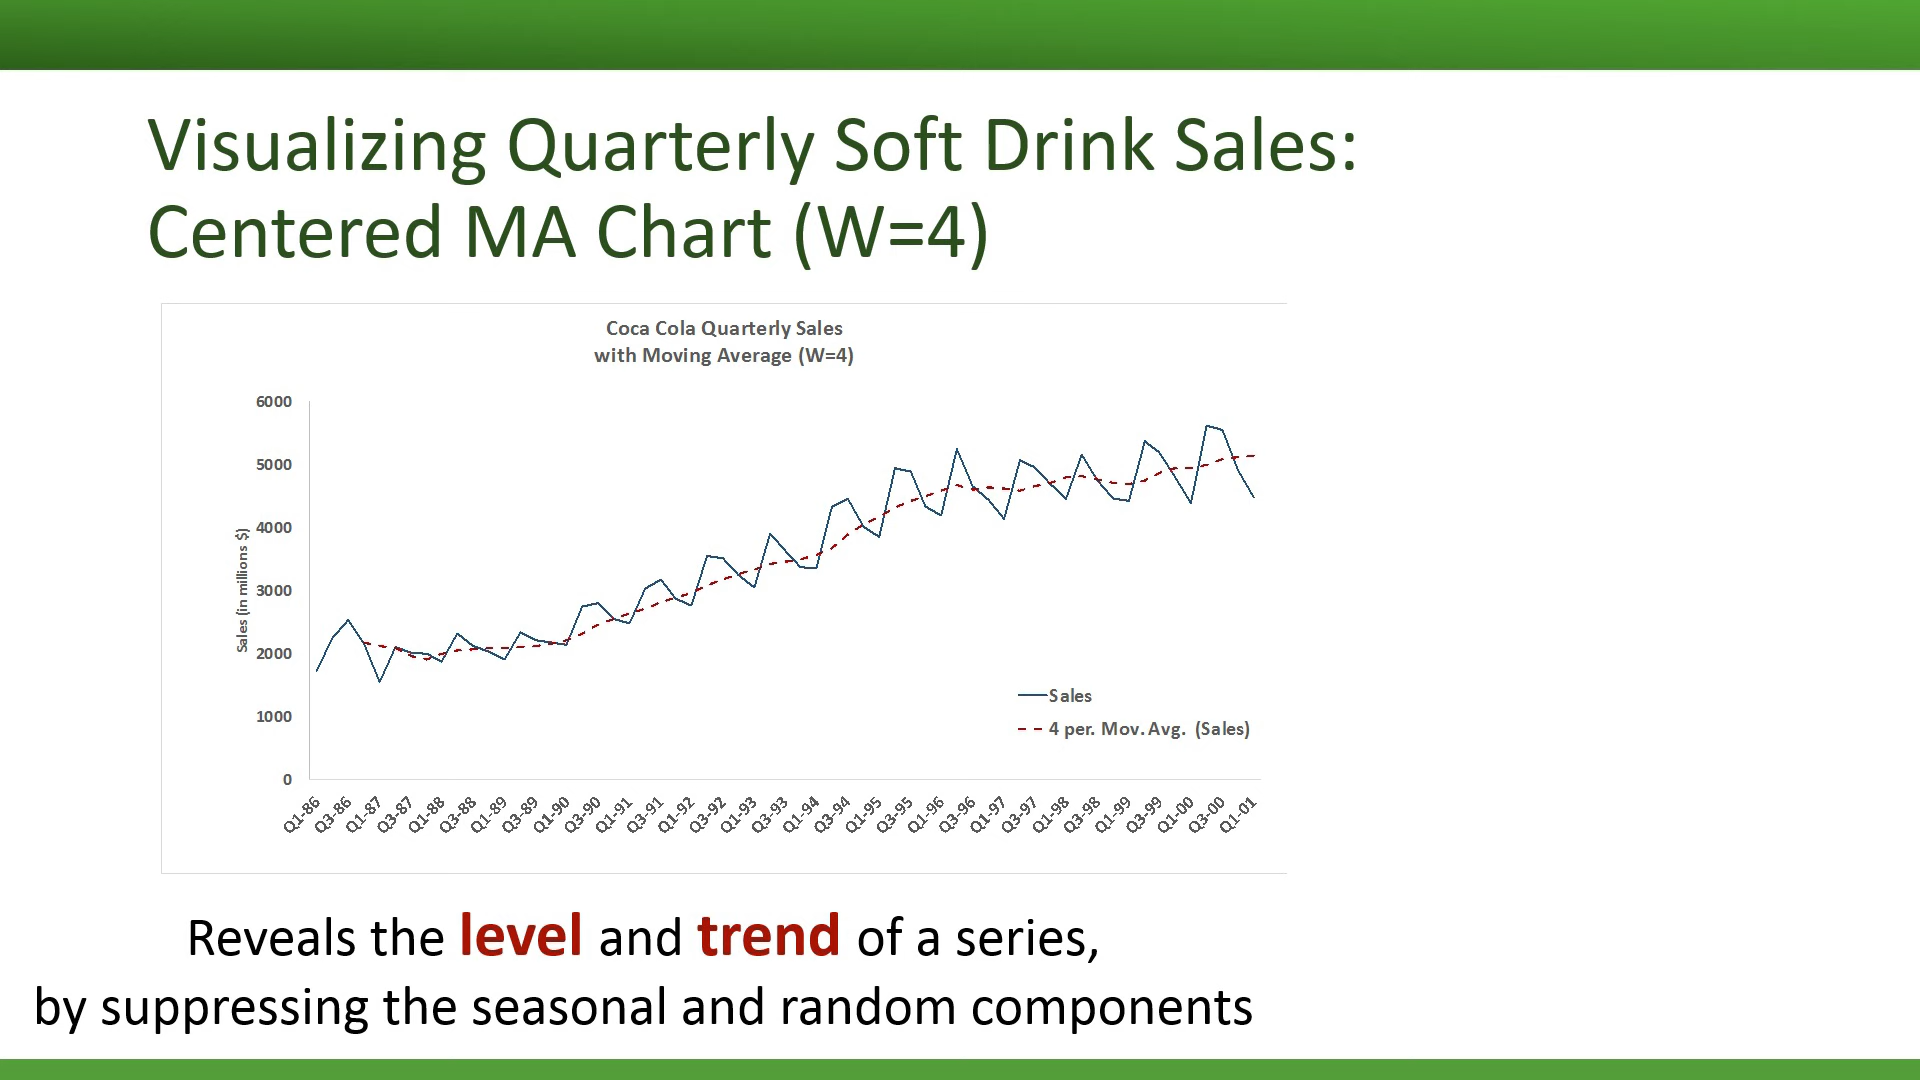 Visualizing Quarterly Soft Drink Sales:
Centered MA Chart (W=4)
Coca Cola Quarterly Sales
with Moving Average (W=4)
6000
5000
4000
3000
2000
1000
0
Sales (in millions $)
Sales
4 per. Mov. Avg. (Sales)
Q1-86
Q3-86
Q1-87
Q3-87
Q1-88
Q3-88
Q1-89
Q3-89
Q1-90
Q3-90
Q1-91
Q3-91
Q1-92
Q3-92
Q1-93
Q3-93
Q1-94
Q3-94
Q1-95
Q3-95
Q1-96
Q3-96
Q1-97
Q3-97
Q1-98
Q3-98
Q1-99
Q3-99
Q1-00
Q3-00
Q1-01
Reveals the level and trend of a series,
by suppressing the seasonal and random components